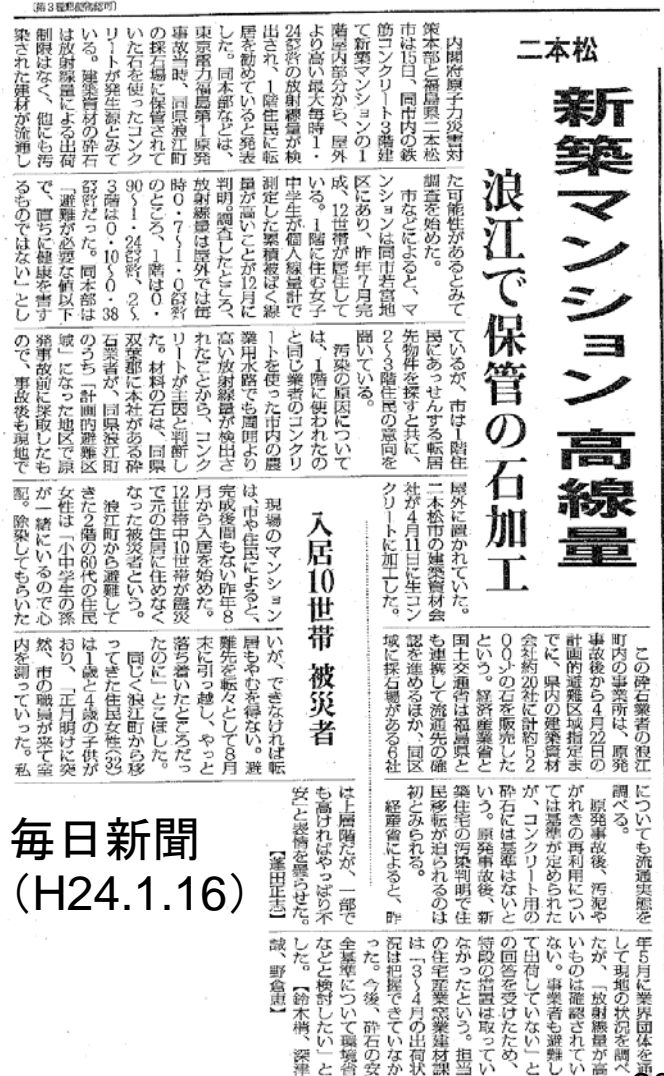 （第3種郵便物認可）
二本松
新築マンション高線量
浪江で保管の石加工
内閣府原子力災害対
策本部と福島県二本松
市は15日、同市内の鉄
筋コンクリート3階建
て新築マンションの1
階屋内部分から、屋外
より高い最大毎時1・
24㍃㏜の放射線量が検
出され、1階住民に転
居を勧めていると発表
した。同本部などは、
東京電力福島第1原発
事故当時、同県浪江町
の採石場に保管されて
いた石を使ったコンク
リートが発生源とみて
いる。建築資材の砕石
は放射線量による出荷
制限はなく、他にも汚
染された建材が流通し
た可能性があるとみて
調査を始めた。
市などによると、マ
ンションは同市若宮地
区にあり、昨年7月完
成、12世帯が居住して
いる。1階に住む女子
中学生が個人線量計で
測定した累積被ばく線
量が高いことが12月に
判明。調査したところ、
放射線量は屋外では毎
時0・7〜1・0㍃㏜
のところ、1階は0・
90〜1・24㍃㏜、2〜
3階は0・10〜0・38
㍃㏜だった。同本部は
「避難が必要な値以下
で、直ちに健康を害す
るものではない」とし
ているが、市は1階住
民にあっせんする転居
先物件を探すと共に、
2〜3階住民の意向を
聞いている。
汚染の原因について
は、1階に使われたの
と同じ業者のコンクリ
ートを使った市内の農
業用水路でも周囲より
高い放射線量が検出さ
れたことから、コンク
リートが主因と判断し
た。材料の石は、同県
双葉郡に本社がある砕
石業者が、同県浪江町
のうち「計画的避難区
域」になった地区で原
発事故前に採取したも
ので、事故後も現地で
屋外に置かれていた。
二本松市の建築資材会
社が4月11日に生コン
クリートに加工した。
この砕石業者の浪江
町内の事業所は、原発
事故後から4月22日の
計画的避難区域指定ま
でに、県内の建築資材
会社約20社に計約52
00㌧の石を販売した
という。経済産業省と
国土交通省は福島県と
も連携して流通先の確
認を進めるほか、同区
域に採石場がある6社
についても流通実態を
調べる。
原発事故後、汚泥や
がれきの再利用につい
ては基準が定められた
が、コンクリート用の
砕石には基準はないと
いう。原発事故後、新
築住宅の汚染判明で住
民移転が迫られるのは
初とみられる。
経産省によると、昨
年5月に業界団体を通
して現地の状況を調べ
たが、「放射線量が高
いものは確認されてい
ない。事業者も避難し
て出荷していない」と
の回答を受けたため、
特段の措置は取ってい
なかったという。担当
の住宅産業窯業建材課
は「3〜4月の出荷状
況は把握できていなか
った。今後、砕石の安
全基準について環境省
などと検討したい」と
した。【鈴木梢、深津
誠、野倉恵】
入居10世帯 被災者
現場のマンション
は、市や住民によると、
完成後間もない昨年8
月から入居を始めた。
12世帯中10世帯が震災
で元の住居に住めなく
なった被災者という。
浪江町から避難して
きた2階の60代の住民
女性は「小中学生の孫
が一緒にいるので心
配。除染してもらいた
いが、できなければ転
居もやむを得ない。避
難先を転々として8月
末に引っ越し、やっと
落ち着いたところだっ
たのに」とこぼした。
同じく浪江町から移
ってきた住民女性（32）
は1歳と4歳の子供が
おり、「正月明けに突
然、市の職員が来て室
内を測っていった。私
は上層階だが、一部で
も高ければやっぱり不
安」と表情を曇らせた。
【蓬田正志】
毎日新聞
（H24.1.16）